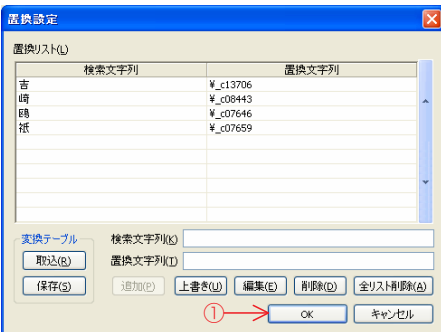 置換設定
置換リスト(L)
検索文字列 置換文字列
吉 ¥_c13706
崎 ¥_c08443
鴎 ¥_c07646
祇 ¥_c07659
変換テーブル
取込(R)
保存(S)
検索文字列(K)
置換文字列(T)
追加(P) 上書き(U) 編集(E) 削除(D) 全リスト削除(A)
① OK キャンセル